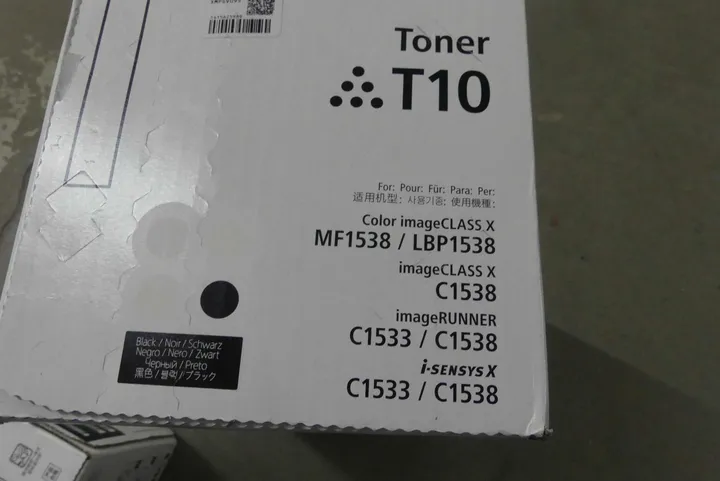 Toner
T10
For: Pour: Für: Para: Per:
适用机型: 사용기종: 使用機種:
Color imageCLASS X
MF1538 / LBP1538
imageCLASS X
C1538
imageRUNNER
C1533 / C1538
i-SENSYS X
C1533 / C1538
Black / Noir / Schwarz
Negro / Nero / Zwart
Черный / Preto
黑色 / 블랙 / ブラック